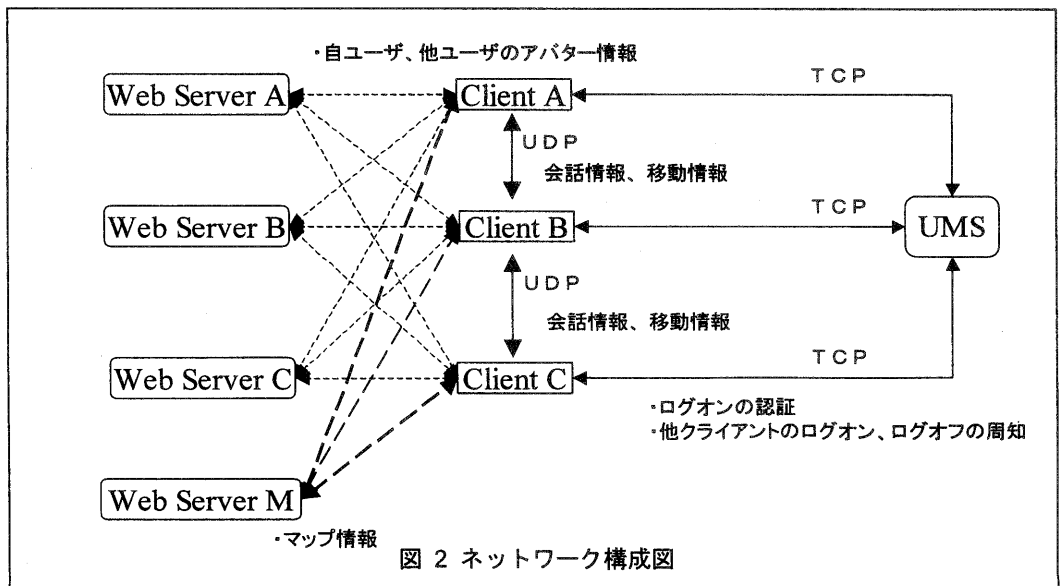 ・自ユーザ、他ユーザのアバター情報
Web Server A
Client A
ＴＣＰ
ＵＤＰ
会話情報、移動情報
Web Server B
Client B
ＴＣＰ
UMS
ＵＤＰ
会話情報、移動情報
Web Server C
Client C
ＴＣＰ
・ログオンの認証
・他クライアントのログオン、ログオフの周知
Web Server M
・マップ情報
図 2 ネットワーク構成図